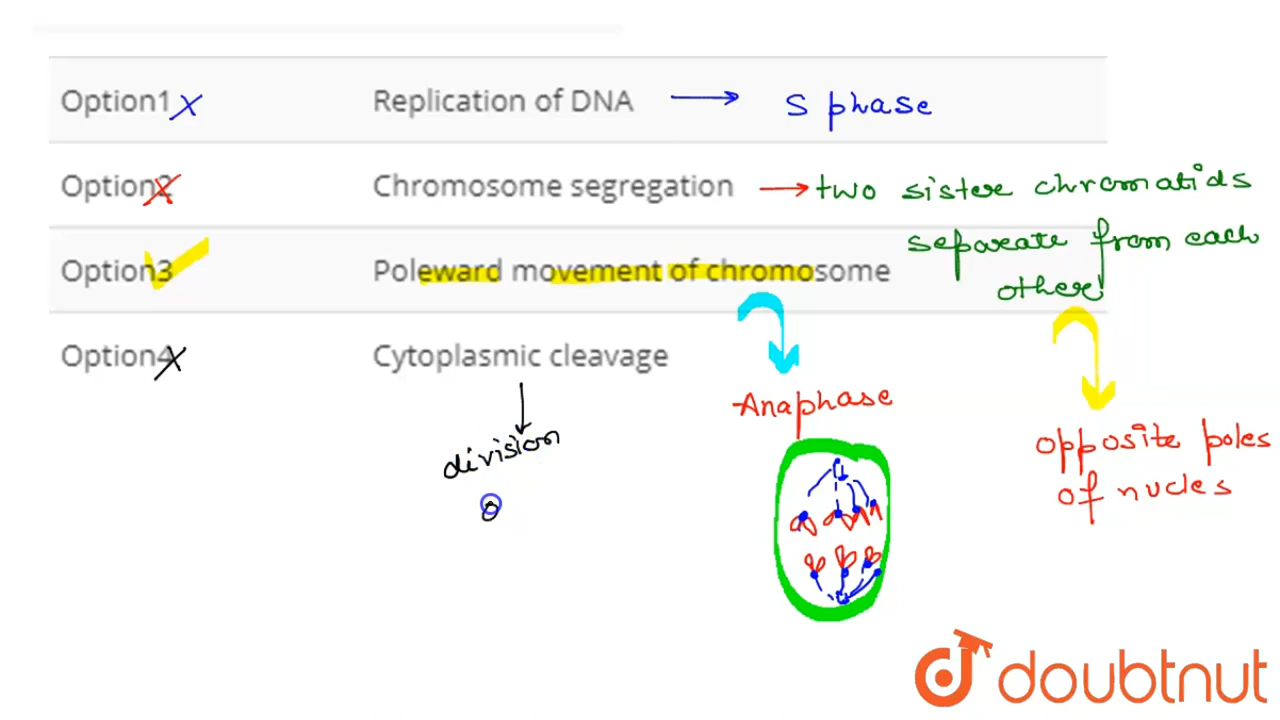 Option1 Replication of DNA → S phase
Option2 Chromosome segregation → two sister chromatids
separate from each
Option3 Poleward movement of chromosome
other
Option4 Cytoplasmic cleavage
Anaphase
division
opposite poles
of nucles
o
doubtnut